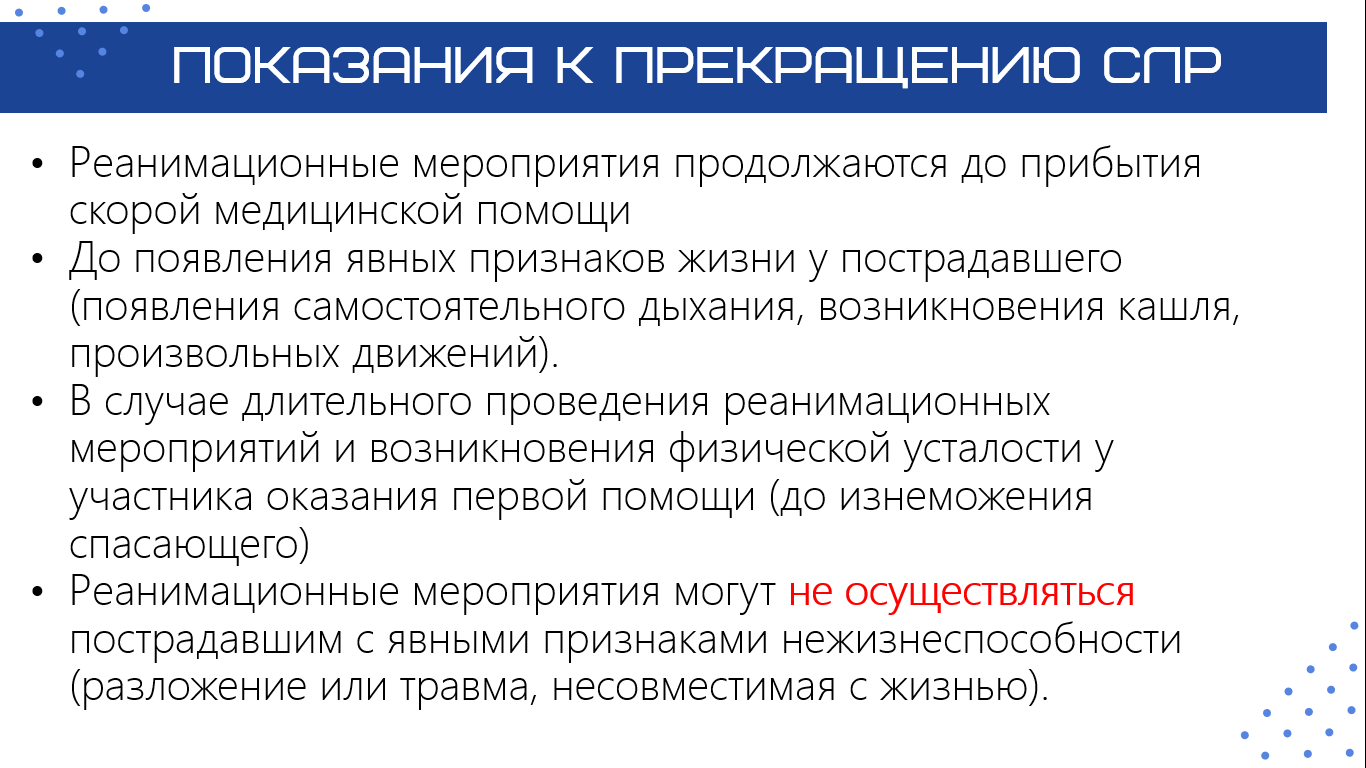 ПОКАЗАНИЯ К ПРЕКРАЩЕНИЮ СЛР
• Реанимационные мероприятия продолжаются до прибытия
скорой медицинской помощи
• До появления явных признаков жизни у пострадавшего
(появления самостоятельного дыхания, возникновения кашля,
произвольных движений).
• В случае длительного проведения реанимационных
мероприятий и возникновения физической усталости у
участника оказания первой помощи (до изнеможения
спасающего)
• Реанимационные мероприятия могут не осуществляться
пострадавшим с явными признаками нежизнеспособности
(разложение или травма, несовместимая с жизнью).